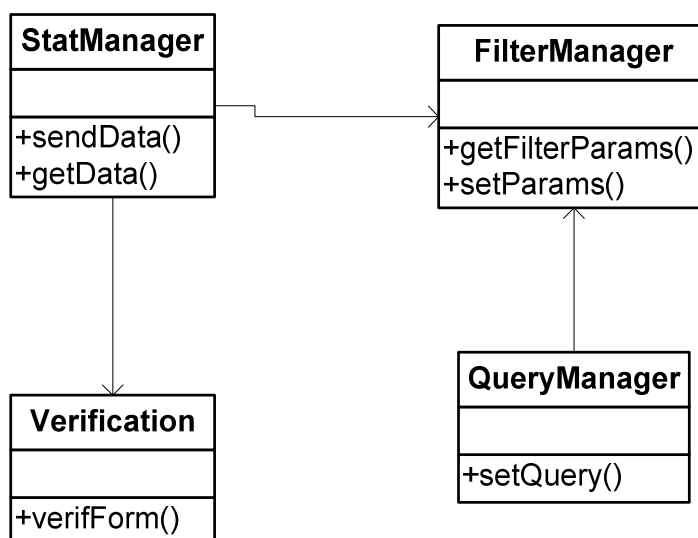 StatManager
+sendData()
+getData()
FilterManager
+getFilterParams()
+setParams()
Verification
+verifForm()
QueryManager
+setQuery()